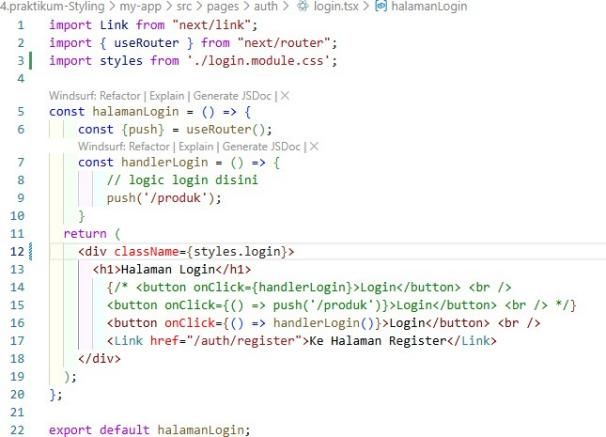 4.praktikum-Styling > my-app > src > pages > auth > login.tsx > halamanLogin
1 import Link from "next/link";
2 import { useRouter } from "next/router";
3 import styles from './login.module.css';
4
Windsurf: Refactor | Explain | Generate JSDoc | X
5 const halamanLogin = () => {
6 const {push} = useRouter();
Windsurf: Refactor | Explain | Generate JSDoc | X
7 const handlerLogin = () => {
8 // logic login disini
9 push('/produk');
10 }
11 return (
12 <div className={styles.login}>
13 <h1>Halaman Login</h1>
14 {/* <button onClick={handlerLogin}>Login</button> <br />
15 <button onClick={() => push('/produk')}>Login</button> <br /> */}
16 <button onClick={() => handlerLogin()}>Login</button> <br />
17 <Link href="/auth/register">Ke Halaman Register</Link>
18 </div>
19 );
20 };
21
22 export default halamanLogin;